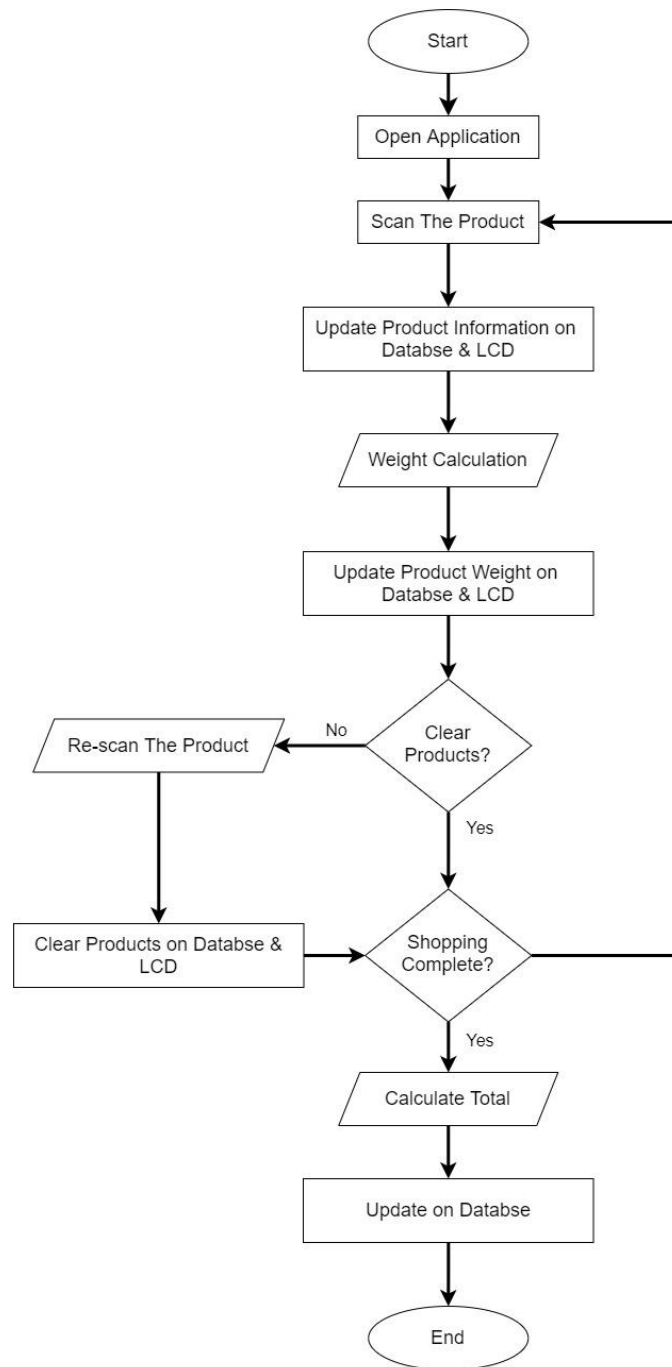 Start
Open Application
Scan The Product
Update Product Information on
Databse & LCD
Weight Calculation
Update Product Weight on
Databse & LCD
Clear
Products?
No
Re-scan The Product
Yes
Clear Products on Databse &
LCD
Shopping
Complete?
Yes
Calculate Total
Update on Databse
End